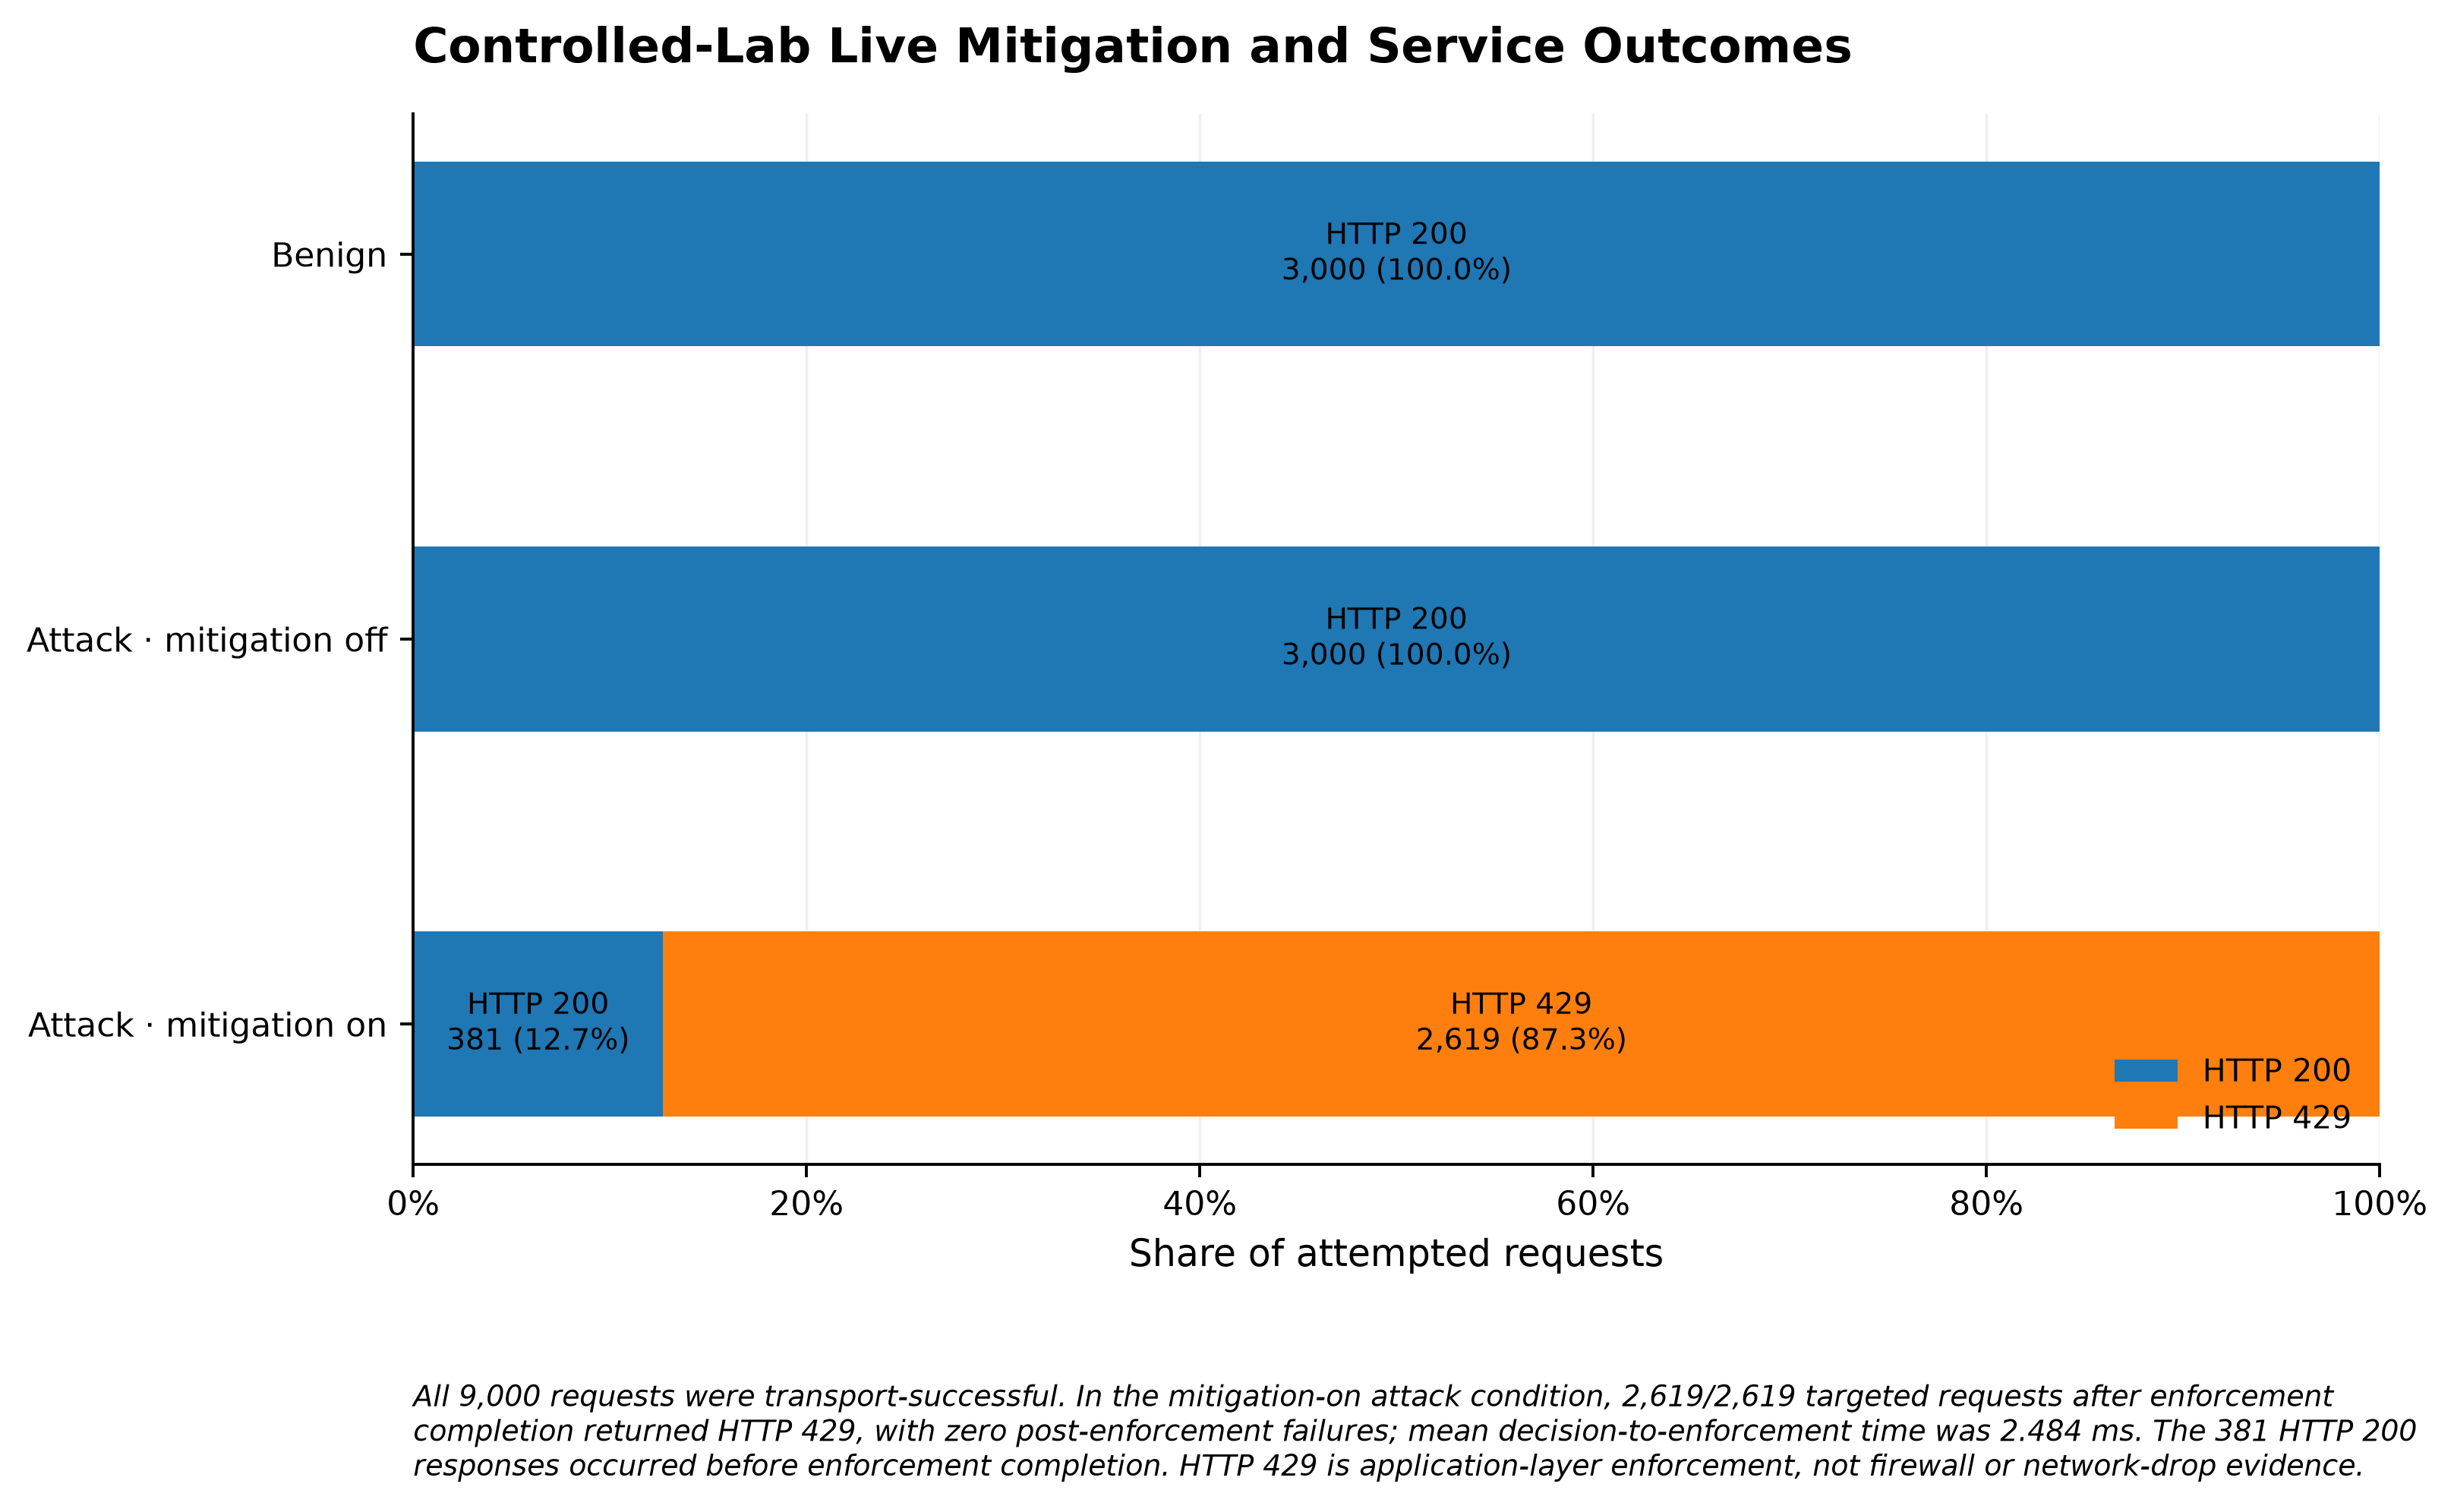 Controlled-Lab Live Mitigation and Service Outcomes
Benign
HTTP 200
3,000 (100.0%)
Attack · mitigation off
HTTP 200
3,000 (100.0%)
Attack · mitigation on
HTTP 200
381 (12.7%)
HTTP 429
2,619 (87.3%)
HTTP 200
HTTP 429
0%
20%
40%
60%
80%
100%
Share of attempted requests
All 9,000 requests were transport-successful. In the mitigation-on attack condition, 2,619/2,619 targeted requests after enforcement
completion returned HTTP 429, with zero post-enforcement failures; mean decision-to-enforcement time was 2.484 ms. The 381 HTTP 200
responses occurred before enforcement completion. HTTP 429 is application-layer enforcement, not firewall or network-drop evidence.